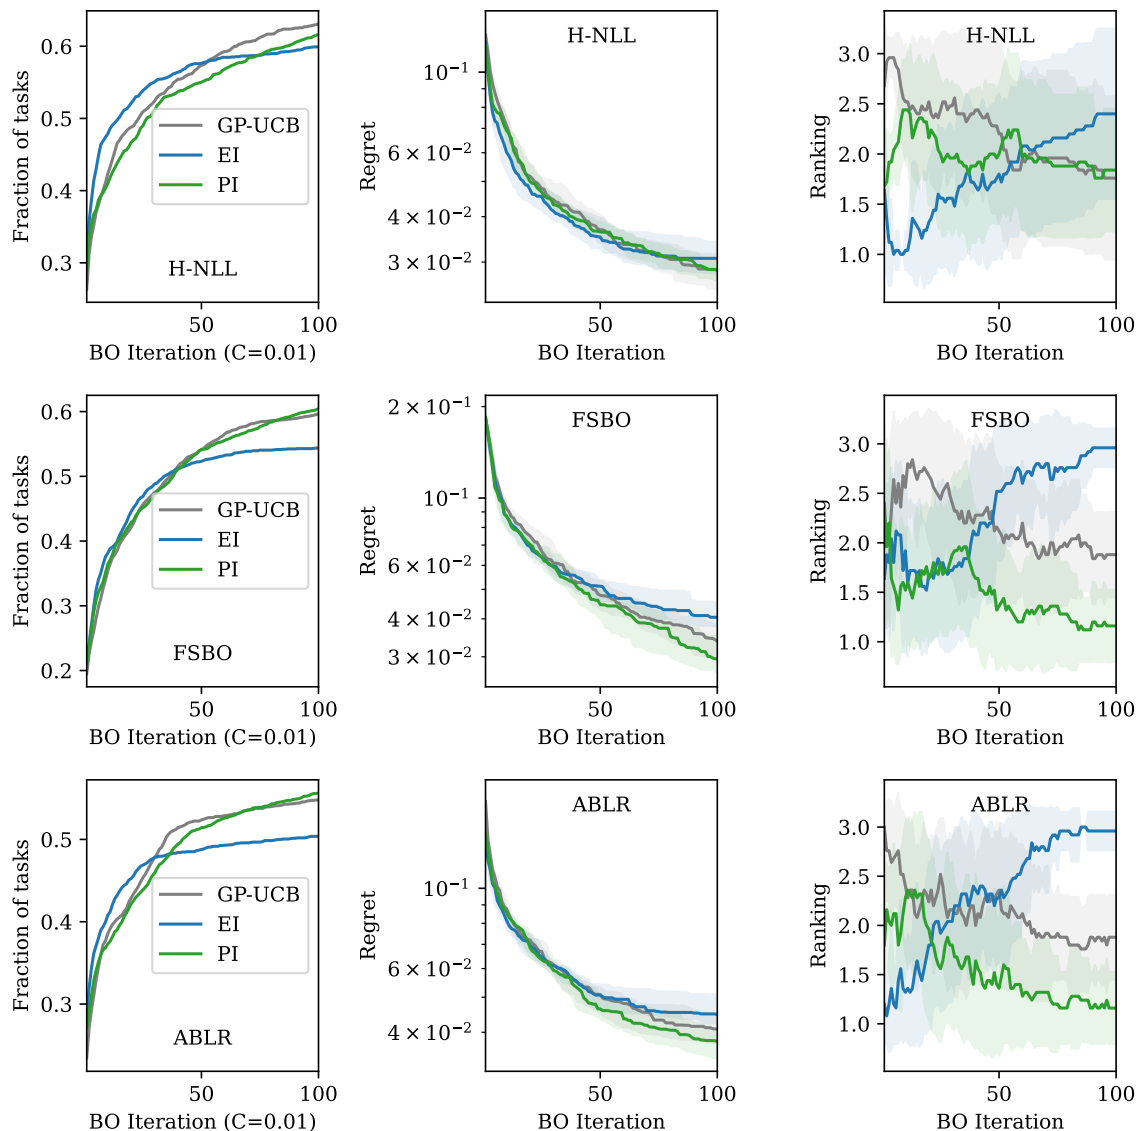 Fraction of tasks
0.6
0.5
0.4
0.3
GP-UCB
EI
PI
H-NLL
50
100
BO Iteration (C=0.01)
Regret
10⁻¹
6 × 10⁻²
4 × 10⁻²
3 × 10⁻²
H-NLL
50
100
BO Iteration
Ranking
3.0
2.5
2.0
1.5
1.0
H-NLL
50
100
BO Iteration
Fraction of tasks
0.6
0.5
0.4
0.3
0.2
GP-UCB
EI
PI
FSBO
50
100
BO Iteration (C=0.01)
Regret
2 × 10⁻¹
10⁻¹
6 × 10⁻²
4 × 10⁻²
3 × 10⁻²
FSBO
50
100
BO Iteration
Ranking
3.0
2.5
2.0
1.5
1.0
FSBO
50
100
BO Iteration
Fraction of tasks
0.5
0.4
0.3
GP-UCB
EI
PI
ABLR
50
100
BO Iteration (C=0.01)
Regret
10⁻¹
6 × 10⁻²
4 × 10⁻²
ABLR
50
100
BO Iteration
Ranking
3.0
2.5
2.0
1.5
1.0
ABLR
50
100
BO Iteration